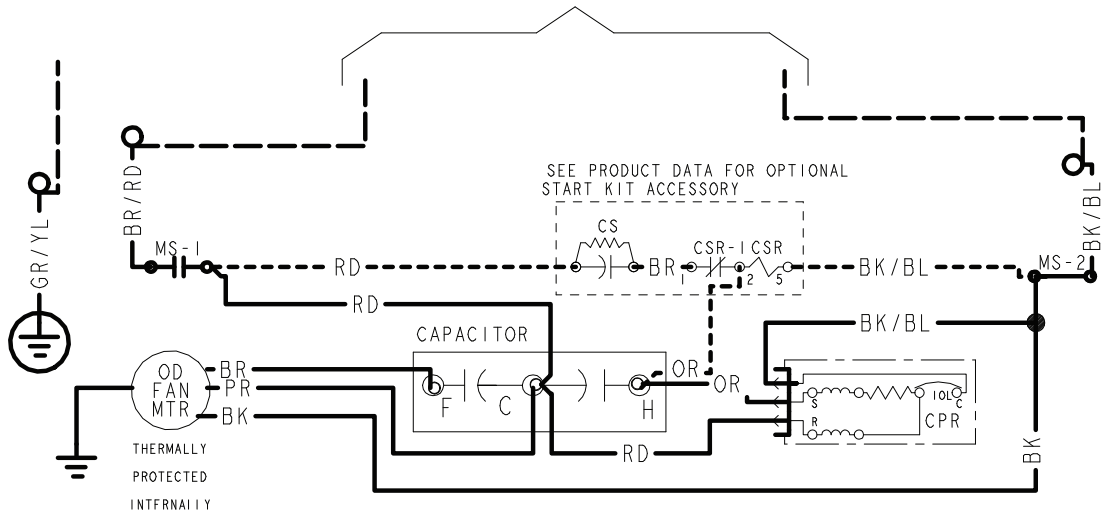 SEE PRODUCT DATA FOR OPTIONAL
START KIT ACCESSORY
BR/RD
GR/YL
BK/BL
CS
MS-1
CSR-1 CSR
MS-2
RD
BR
BK/BL
1
2
5
RD
BK/BL
CAPACITOR
OD
FAN
MTR
BR
PR
BK
OR
OR
F
C
H
S
IOL
C
R
CPR
RD
BK
THERMALLY
PROTECTED
INTFRNALLY